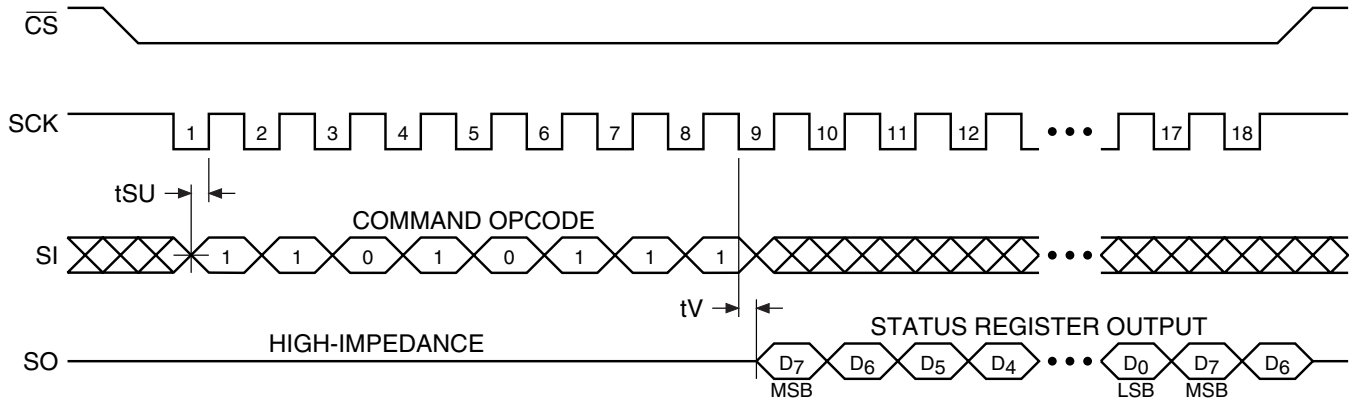 CS
SCK 1 2 3 4 5 6 7 8 9 10 11 12 ••• 17 18
tSU
COMMAND OPCODE
SI 1 1 0 1 0 1 1 1 •••
tV
STATUS REGISTER OUTPUT
HIGH-IMPEDANCE
SO D7 D6 D5 D4 ••• D0 D7 D6
MSB LSB MSB